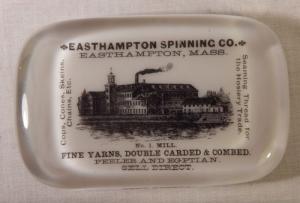 EASTHAMPTON SPINNING CO.
EASTHAMPTON, MASS.
Cops, Cones, Skeins,
Chains, Etc.
Seaming Thread for
the Hosiery Trade.
No. 1. MILL.
FINE YARNS, DOUBLE CARDED & COMBED.
PEELER AND EGPTIAN.
SELL DIRECT.